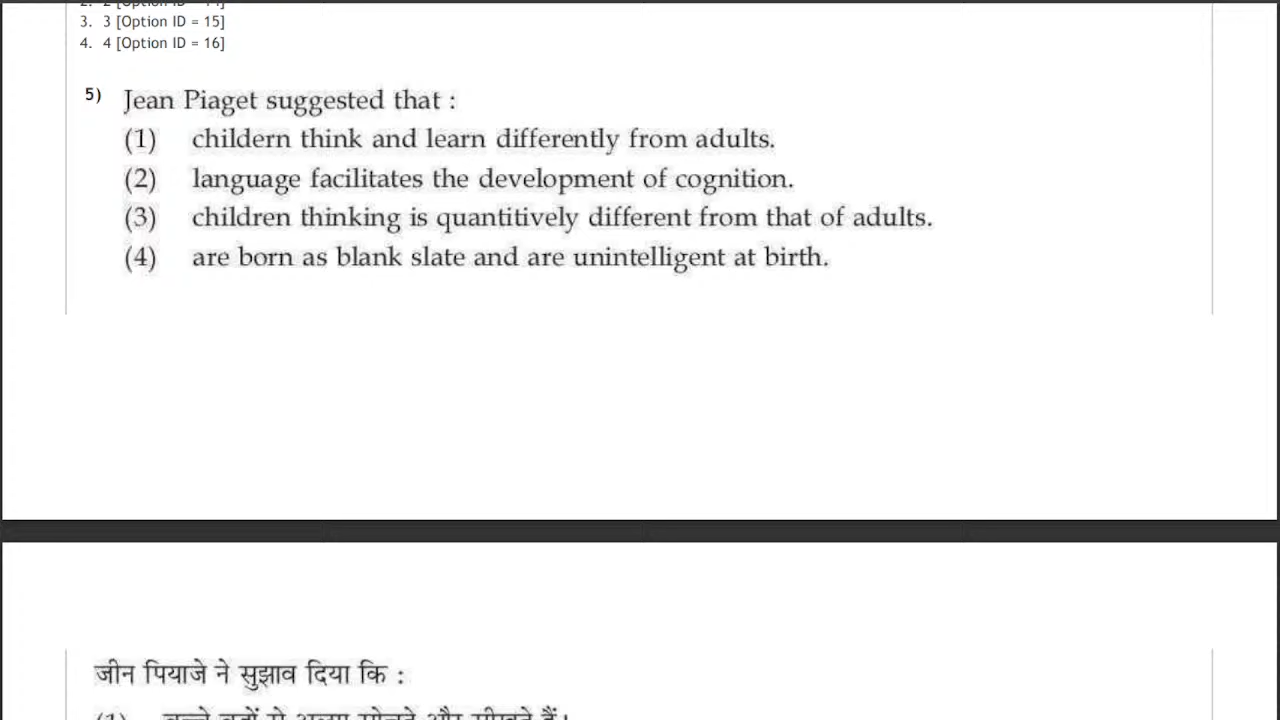 3. 3 [Option ID = 15]
4. 4 [Option ID = 16]
5) Jean Piaget suggested that :
(1) childern think and learn differently from adults.
(2) language facilitates the development of cognition.
(3) children thinking is quantitively different from that of adults.
(4) are born as blank slate and are unintelligent at birth.
जीन पियाजे ने सुझाव दिया कि :